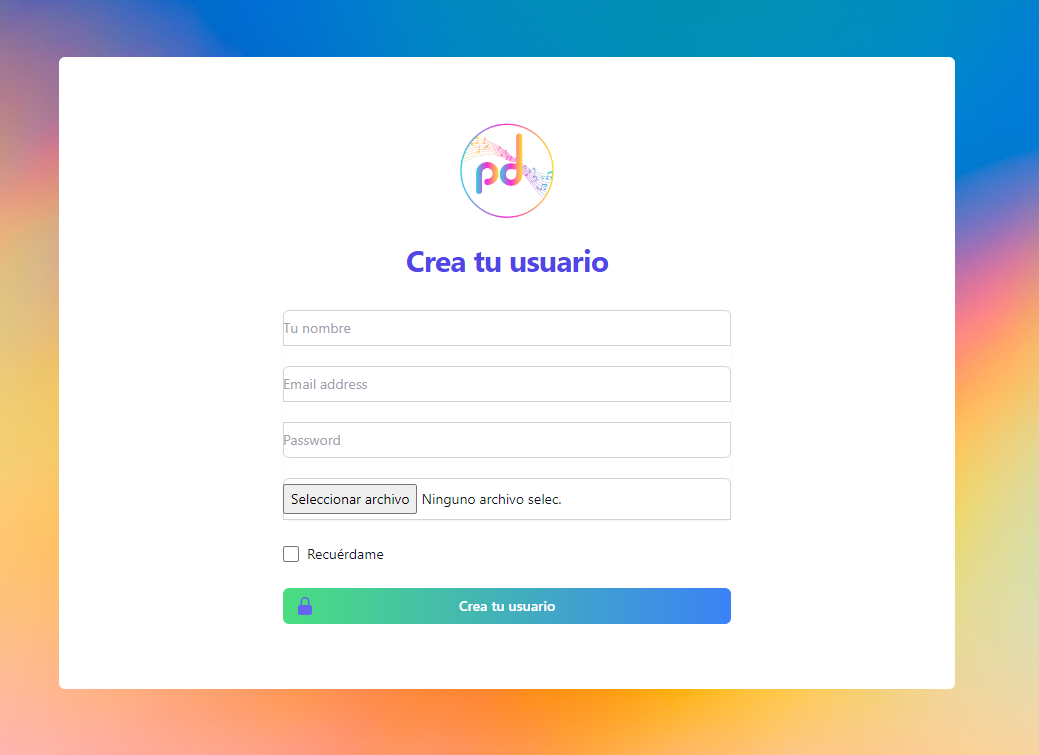 pd
Crea tu usuario
Tu nombre
Email address
Password
Seleccionar archivo Ninguno archivo selec.
Recuérdame
Crea tu usuario